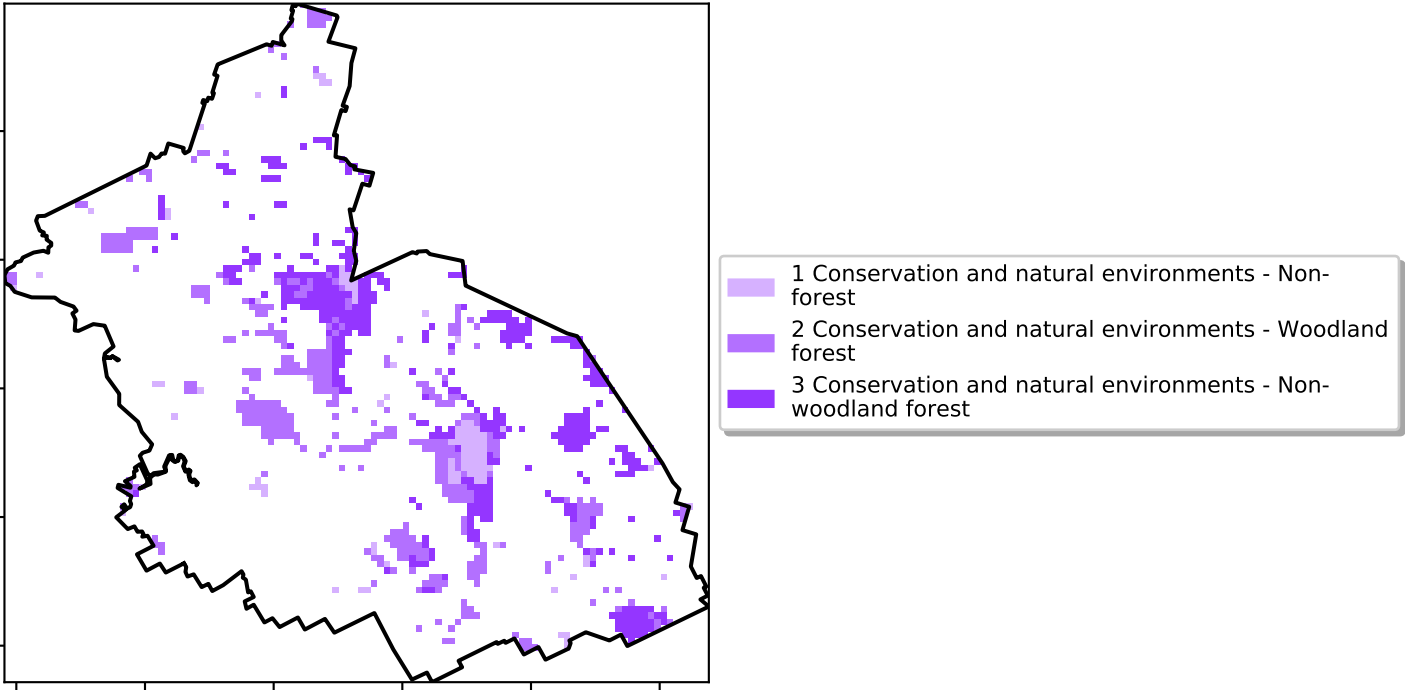 1 Conservation and natural environments - Non-
forest
2 Conservation and natural environments - Woodland
forest
3 Conservation and natural environments - Non-
woodland forest